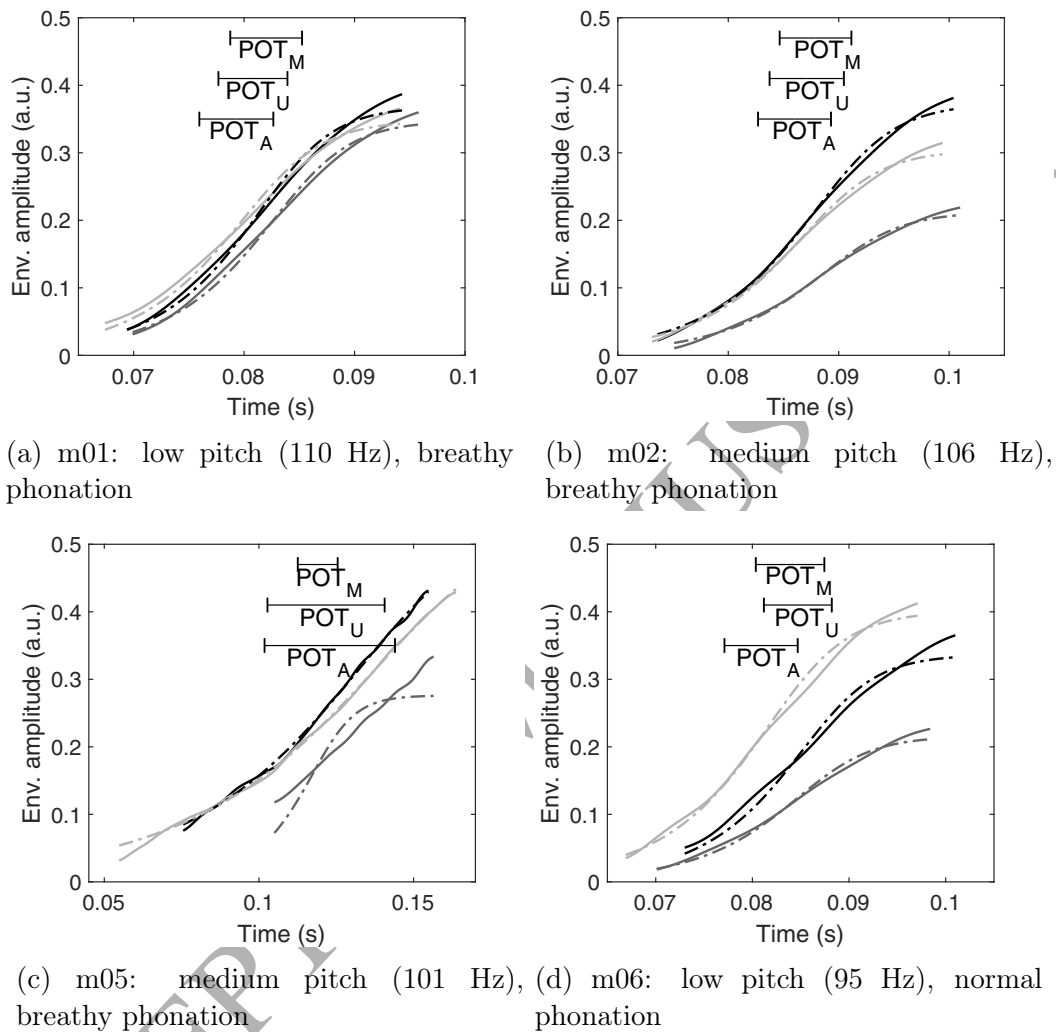 0.5
0.4
0.3
0.2
0.1
0
Env. amplitude (a.u.)
POT_M
POT_U
POT_A
0.07 0.08 0.09 0.1
Time (s)
0.5
0.4
0.3
0.2
0.1
0
Env. amplitude (a.u.)
POT_M
POT_U
POT_A
0.07 0.08 0.09 0.1
Time (s)
(a) m01: low pitch (110 Hz), breathy
phonation
(b) m02: medium pitch (106 Hz),
breathy phonation
0.5
0.4
0.3
0.2
0.1
0
Env. amplitude (a.u.)
POT_M
POT_U
POT_A
0.05 0.1 0.15
Time (s)
0.5
0.4
0.3
0.2
0.1
0
Env. amplitude (a.u.)
POT_M
POT_U
POT_A
0.07 0.08 0.09 0.1
Time (s)
(c) m05: medium pitch (101 Hz),
breathy phonation
(d) m06: low pitch (95 Hz), normal
phonation